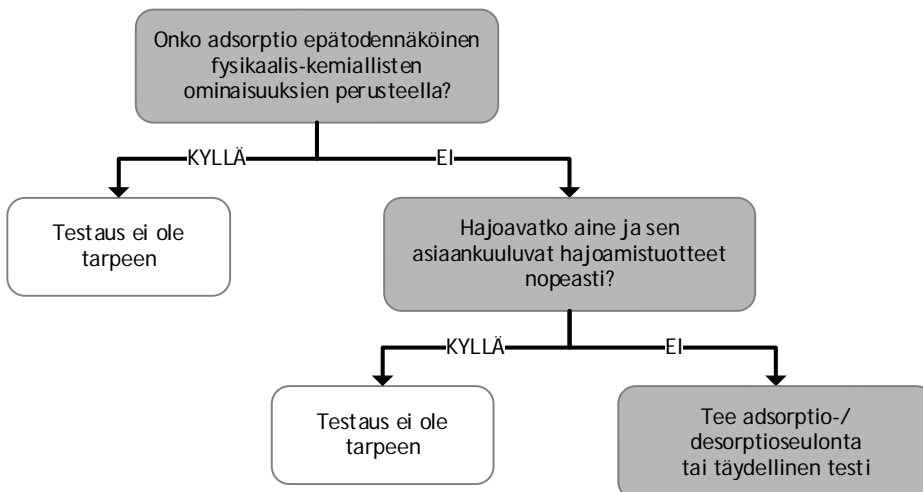 Onko adsorptio epätodennäköinen
fysikaalis-kemiallisten
ominaisuuksien perusteella?
KYLLÄ
EI
Testaus ei ole
tarpeen
Hajoavatko aine ja sen
asiaankuuluvat hajoamistuotteet
nopeasti?
KYLLÄ
EI
Testaus ei ole
tarpeen
Tee adsorptio-/
desorptioseulonta
tai täydellinen testi